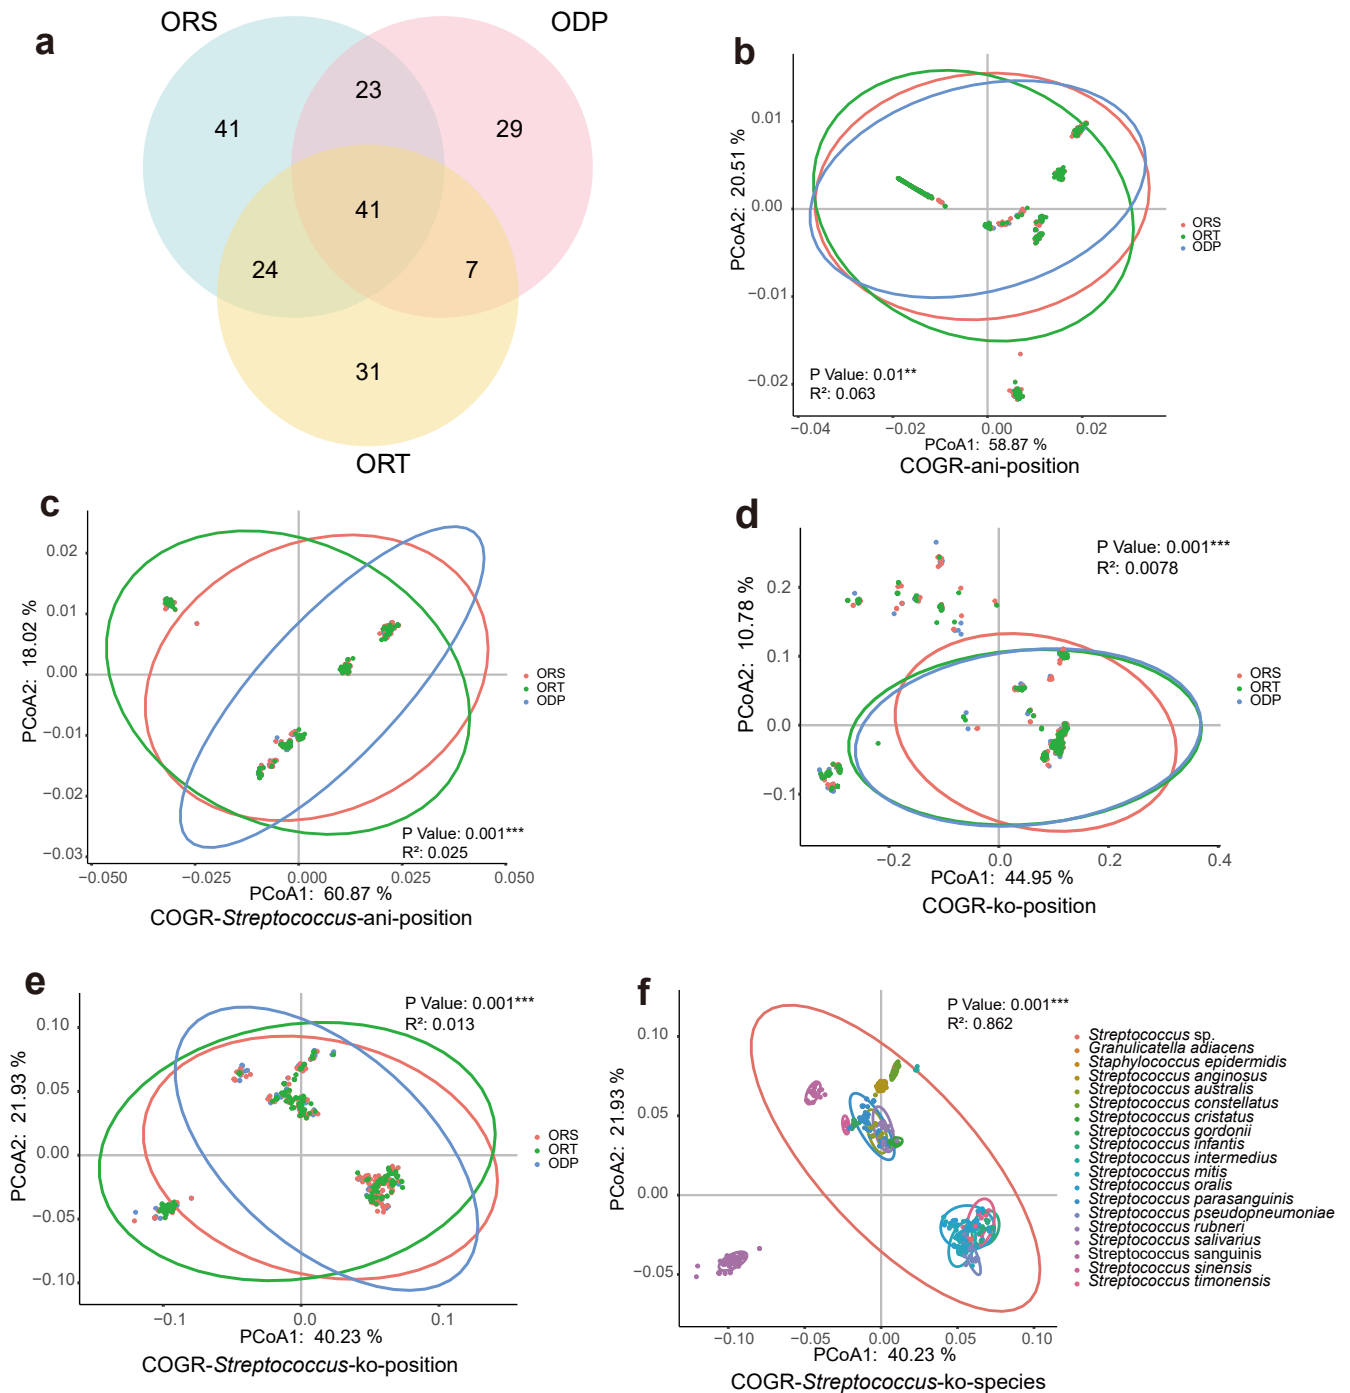 a
ORS
ODP
23
41
29
41
24
7
31
ORT
b
PCoA2: 20.51 %
0.01
0.00
−0.01
−0.02
P Value: 0.01**
R²: 0.063
−0.04
−0.02
0.00
0.02
PCoA1: 58.87 %
COGR-ani-position
ORS
ORT
ODP
c
PCoA2: 18.02 %
0.02
0.01
0.00
−0.01
−0.02
−0.03
P Value: 0.001***
R²: 0.025
−0.050
−0.025
0.000
0.025
0.050
PCoA1: 60.87 %
COGR-Streptococcus-ani-position
ORS
ORT
ODP
d
P Value: 0.001***
R²: 0.0078
PCoA2: 10.78 %
0.2
0.1
0.0
−0.1
−0.2
0.0
0.2
0.4
PCoA1: 44.95 %
COGR-ko-position
ORS
ORT
ODP
e
P Value: 0.001***
R²: 0.013
PCoA2: 21.93 %
0.10
0.05
0.00
−0.05
−0.10
−0.1
0.0
0.1
PCoA1: 40.23 %
COGR-Streptococcus-ko-position
ORS
ORT
ODP
f
P Value: 0.001***
R²: 0.862
PCoA2: 21.93 %
0.10
0.05
0.00
−0.05
−0.10
−0.05
0.00
0.05
0.10
PCoA1: 40.23 %
COGR-Streptococcus-ko-species
Streptococcus sp.
Granulicatella adiacens
Staphylococcus epidermidis
Streptococcus anginosus
Streptococcus australis
Streptococcus constellatus
Streptococcus cristatus
Streptococcus gordonii
Streptococcus infantis
Streptococcus intermedius
Streptococcus mitis
Streptococcus oralis
Streptococcus parasanguinis
Streptococcus pseudopneumoniae
Streptococcus rubneri
Streptococcus salivarius
Streptococcus sanguinis
Streptococcus sinensis
Streptococcus timonensis